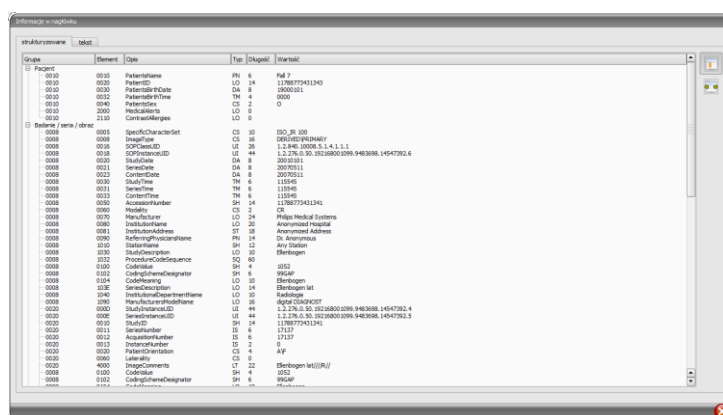 Informacje w nagłówku
strukturyzowane tekst
Grupa Element Opis Typ Długość Wartość
Pacjent
0010 0010 PatientsName PN 6 Fall 7
0010 0020 PatientID LO 14 11788773431343
0010 0030 PatientsBirthDate DA 8 19000101
0010 0032 PatientsBirthTime TM 4 0000
0010 0040 PatientsSex CS 2 O
0010 2000 MedicalAlerts LO 0
0010 2110 ContrastAllergies LO 0
Badanie / seria / obraz
0008 0005 SpecificCharacterSet CS 10 ISO_IR 100
0008 0008 ImageType CS 16 DERIVED\PRIMARY
0008 0016 SOPClassUID UI 26 1.2.840.10008.5.1.4.1.1.1
0008 0018 SOPInstanceUID UI 44 1.2.276.0.50.192168001099.9483698.14547392.6
0008 0020 StudyDate DA 8 20010101
0008 0021 SeriesDate DA 8 20070511
0008 0023 ContentDate DA 8 20070511
0008 0030 StudyTime TM 6 115545
0008 0031 SeriesTime TM 6 115545
0008 0033 ContentTime TM 6 115545
0008 0050 AccessionNumber SH 14 11788773431341
0008 0060 Modality CS 2 CR
0008 0070 Manufacturer LO 24 Philips Medical Systems
0008 0080 InstitutionName LO 20 Anonymized Hospital
0008 0081 InstitutionAddress ST 18 Anonymized Address
0008 0090 ReferringPhysiciansName PN 14 Dr. Anonymous
0008 1010 StationName SH 12 Any Station
0008 1030 StudyDescription LO 10 Ellenbogen
0008 1032 ProcedureCodeSequence SQ 60
0008 0100 CodeValue SH 4 1052
0008 0102 CodingSchemeDesignator SH 6 99GAP
0008 0104 CodeMeaning LO 10 Ellenbogen
0008 103E SeriesDescription LO 14 Ellenbogen lat
0008 1040 InstitutionalDepartmentName LO 10 Radiologie
0008 1090 ManufacturersModelName LO 16 digital DIAGNOST
0020 000D StudyInstanceUID UI 44 1.2.276.0.50.192168001099.9483698.14547392.4
0020 000E SeriesInstanceUID UI 44 1.2.276.0.50.192168001099.9483698.14547392.5
0020 0010 StudyID SH 14 11788773431341
0020 0011 SeriesNumber IS 6 17137
0020 0012 AcquisitionNumber IS 6 17137
0020 0013 InstanceNumber IS 2 0
0020 0020 PatientOrientation CS 4 A\F
0020 0060 Laterality CS 0
0020 4000 ImageComments LT 22 Ellenbogen lat////R//
0008 0100 CodeValue SH 4 1052
0008 0102 CodingSchemeDesignator SH 6 99GAP
0008 0104 CodeMeaning LO 10 Ellenbogen